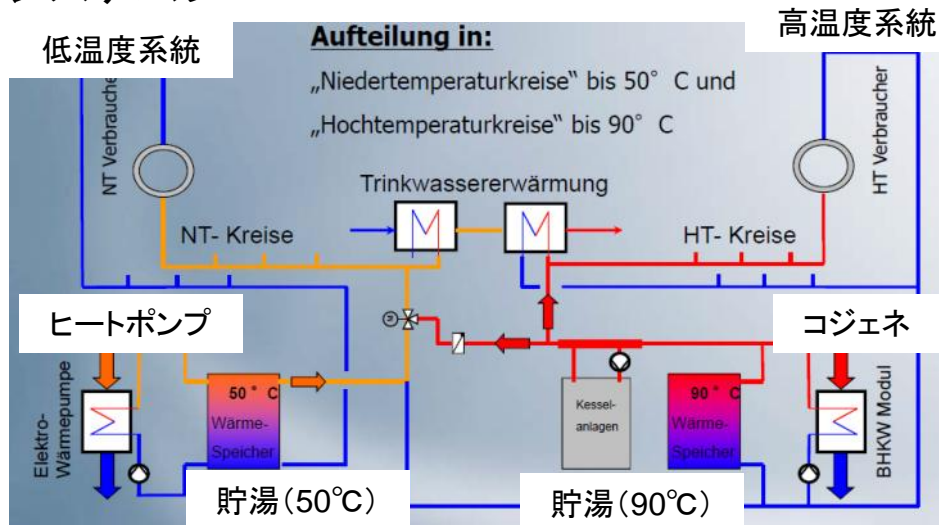 低温度系統
高温度系統
Aufteilung in:
„Niedertemperaturkreise“ bis 50° C und
„Hochtemperaturkreise“ bis 90° C
NT Verbraucher
HT Verbraucher
Trinkwassererwärmung
NT- Kreise
HT- Kreise
ヒートポンプ
コジェネ
Elektro-
Wärmepumpe
50 ° C
Wärme-
Speicher
Kessel-
anlagen
90 ° C
Wärme-
Speicher
BHKW Modul
貯湯(50℃)
貯湯(90℃)